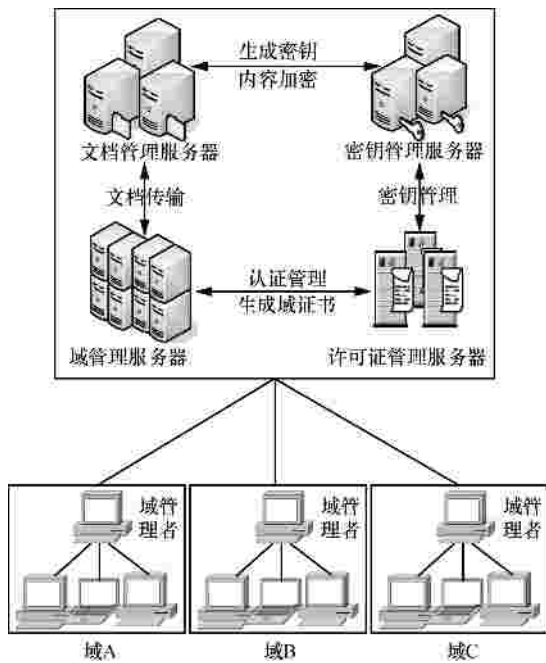 生成密钥
内容加密
文档管理服务器
密钥管理服务器
文档传输
密钥管理
认证管理
生成域证书
域管理服务器
许可证管理服务器
域管
理者
域管
理者
域管
理者
域A
域B
域C